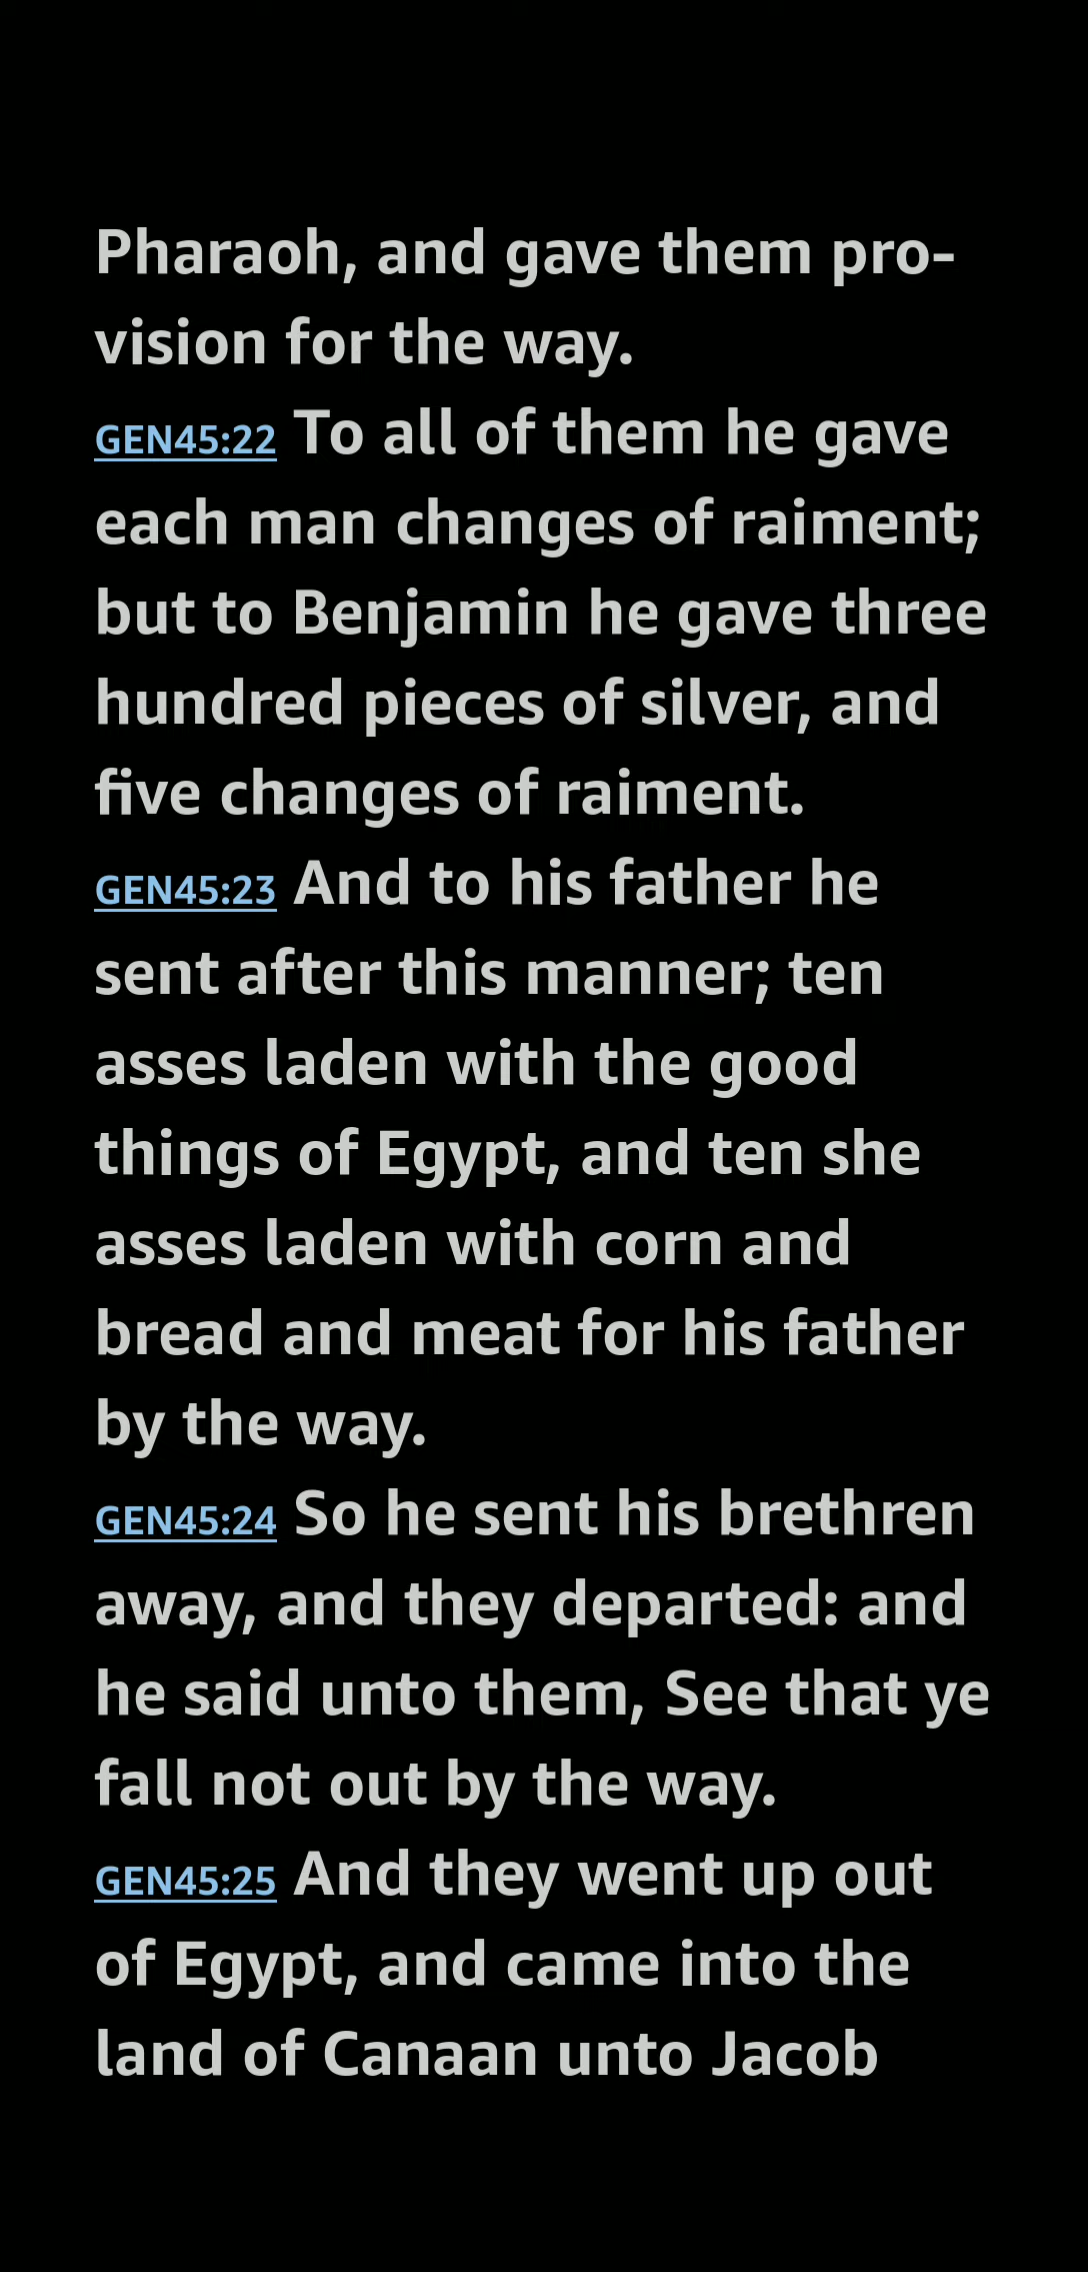 Pharaoh, and gave them pro-
vision for the way.
GEN45:22 To all of them he gave
each man changes of raiment;
but to Benjamin he gave three
hundred pieces of silver, and
five changes of raiment.
GEN45:23 And to his father he
sent after this manner; ten
asses laden with the good
things of Egypt, and ten she
asses laden with corn and
bread and meat for his father
by the way.
GEN45:24 So he sent his brethren
away, and they departed: and
he said unto them, See that ye
fall not out by the way.
GEN45:25 And they went up out
of Egypt, and came into the
land of Canaan unto Jacob